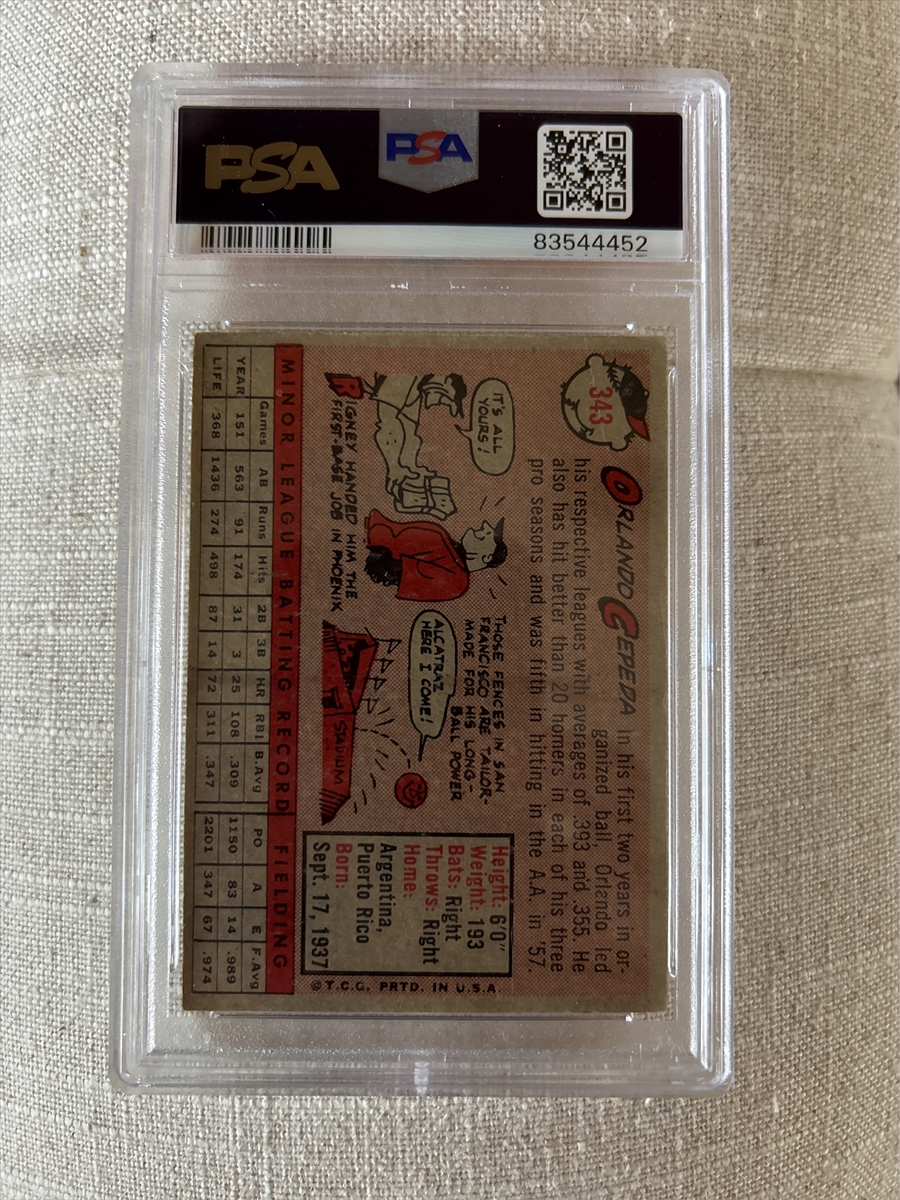 PSA
PSA
83544452
343
ORLANDO CEPEDA In his first two years in or-
ganized ball, Orlando led
his respective leagues with averages of .393 and .355. He
also has hit better than 20 homers in each of his three
pro seasons and was fifth in hitting in the A.A. in '57.
IT'S ALL
YOURS!
RIGNEY HANDED HIM THE
FIRST-BASE JOB IN PHOENIX
THOSE FENCES IN SAN
FRANCISCO ARE TAILOR-
MADE FOR HIS LONG-
BALL POWER
ALCATRAZ
HERE I COME!
STADIUM
Height: 6'0"
Weight: 193
Bats: Right
Throws: Right
Home:
Argentina,
Puerto Rico
Born:
Sept. 17, 1937
©T.C.G. PRTD. IN U.S.A.
MINOR LEAGUE BATTING RECORD FIELDING
Games AB Runs Hits 2B 3B HR RBI B.Avg PO A E F.Avg
YEAR 151 563 91 174 31 3 25 108 .309 1150 83 14 .989
LIFE 368 1436 274 498 87 14 72 311 .347 2201 347 67 .974